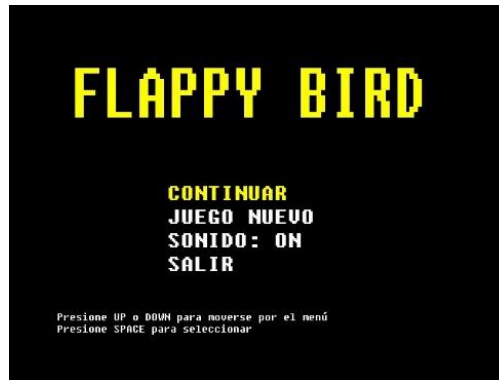 FLAPPY BIRD
CONTINUAR
JUEGO NUEVO
SONIDO: ON
SALIR
Presione UP o DOWN para moverse por el menú
Presione SPACE para seleccionar